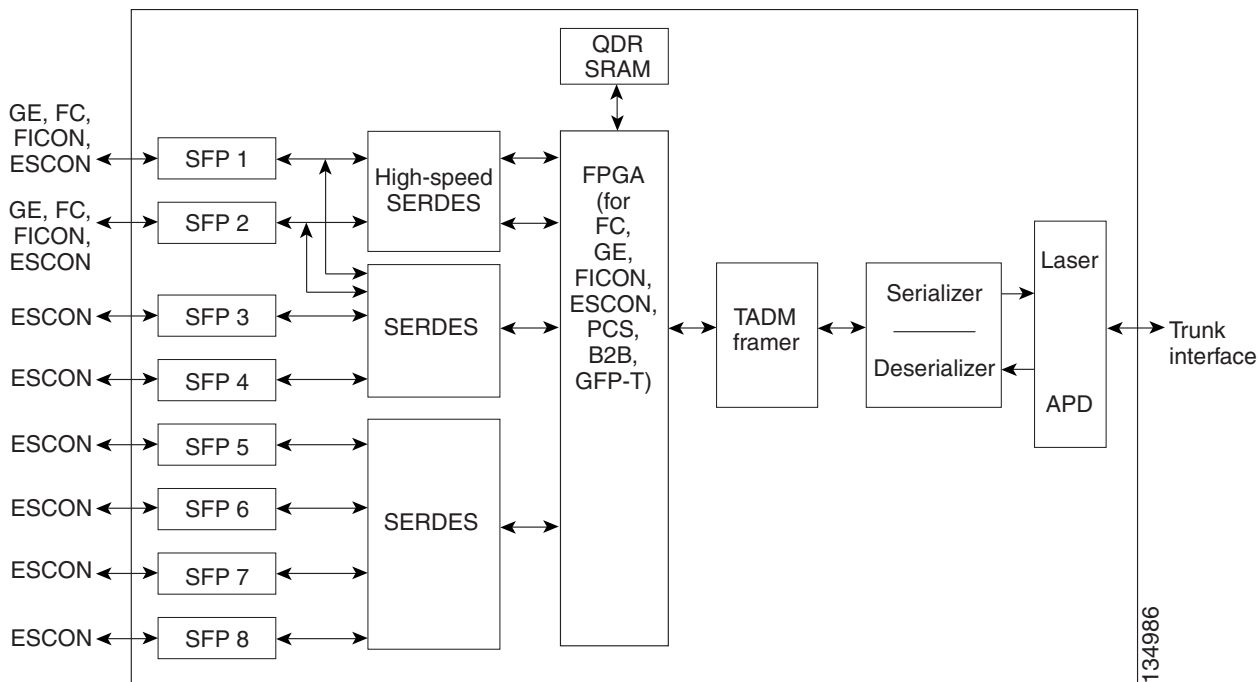 QDR
SRAM
GE, FC,
FICON,
ESCON
SFP 1
GE, FC,
FICON,
ESCON
SFP 2
High-speed
SERDES
ESCON
SFP 3
ESCON
SFP 4
SERDES
ESCON
SFP 5
ESCON
SFP 6
ESCON
SFP 7
ESCON
SFP 8
SERDES
FPGA
(for
FC,
GE,
FICON,
ESCON,
PCS,
B2B,
GFP-T)
TADM
framer
Serializer
Deserializer
Laser
APD
Trunk
interface
134986